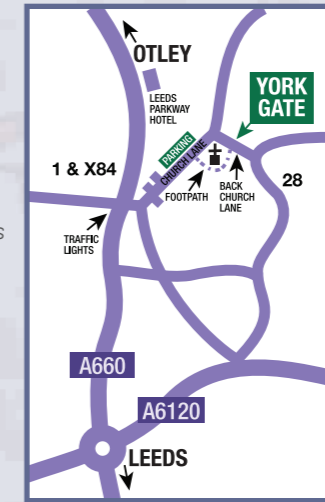 OTLEY
LEEDS
PARKWAY
HOTEL
YORK
GATE
PARKING
CHURCH LANE
1 & X84
FOOTPATH
BACK
CHURCH
LANE
28
s
TRAFFIC
LIGHTS
A660
A6120
LEEDS